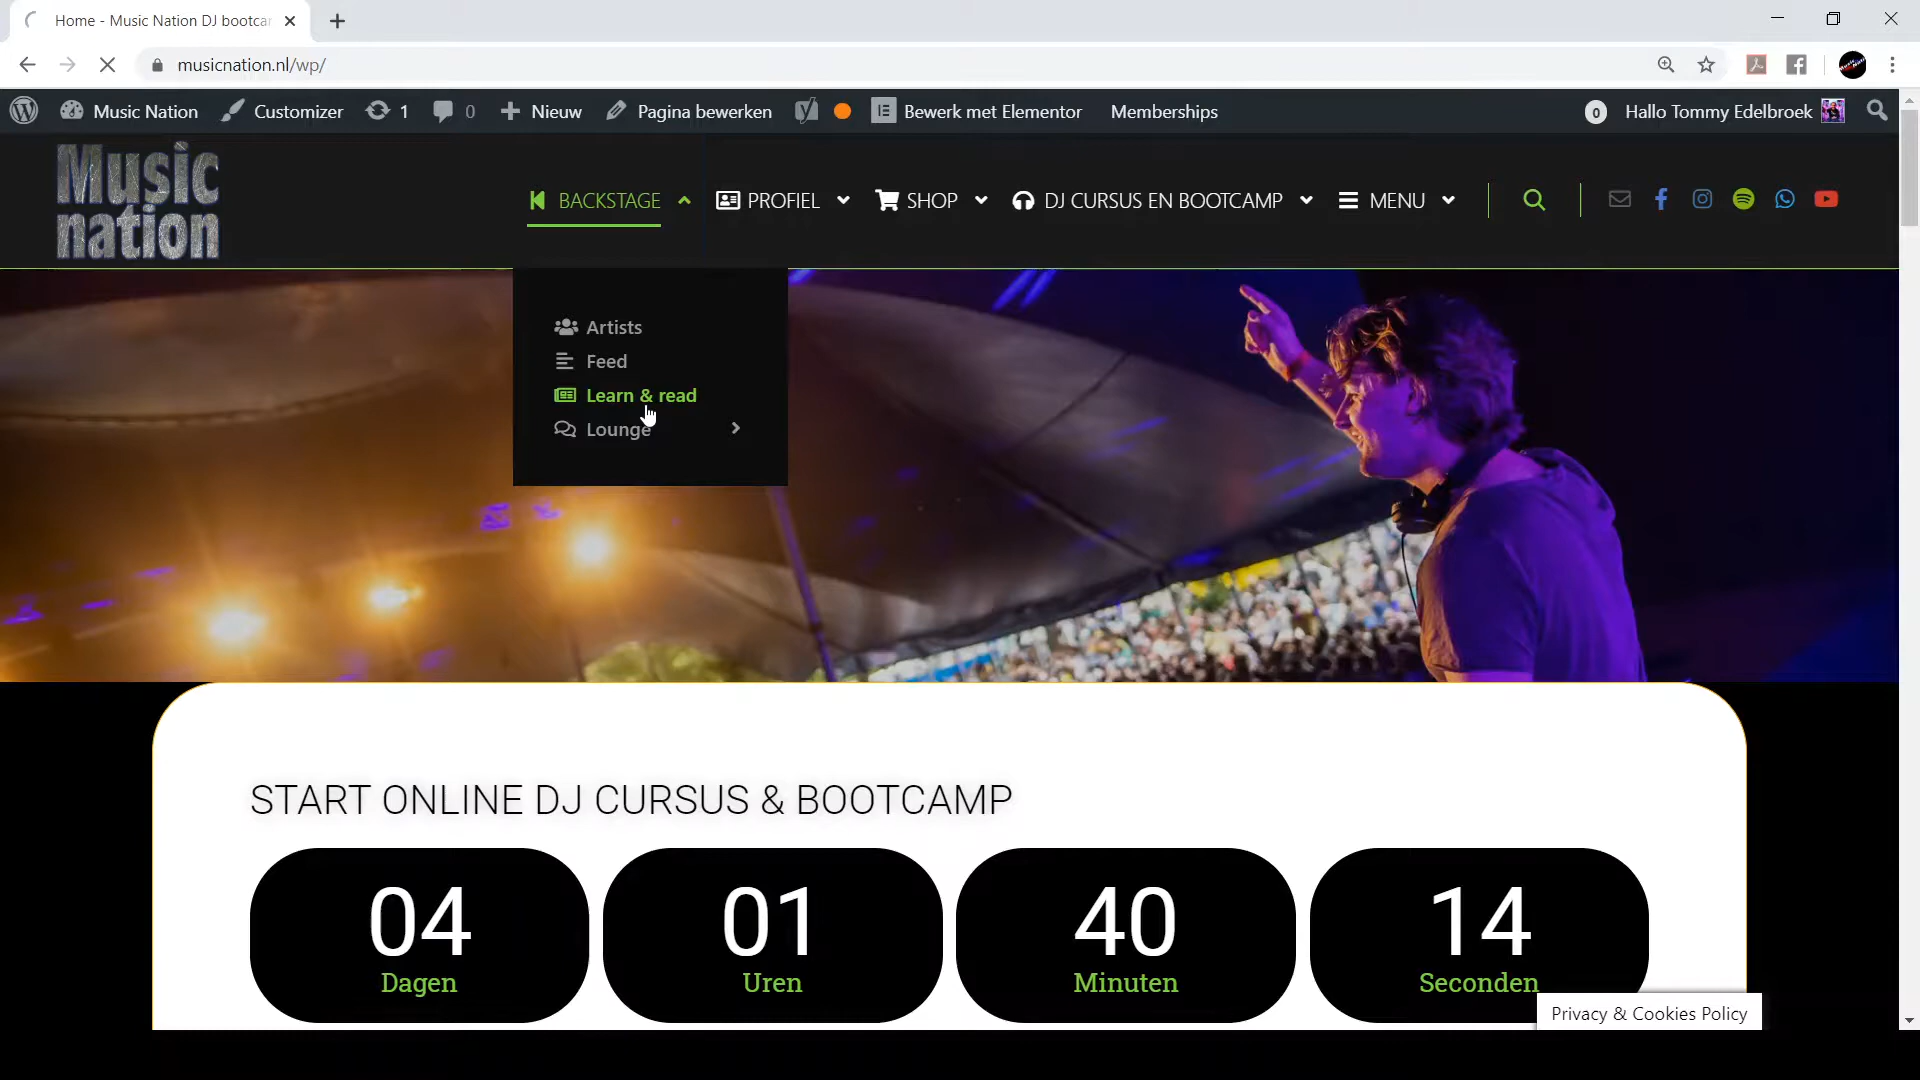 Home - Music Nation DJ bootca
musicnation.nl/wp/
Music Nation Customizer 1 0 Nieuw Pagina bewerken Bewerk met Elementor Memberships 0 Hallo Tommy Edelbroek
Music
nation
BACKSTAGE PROFIEL SHOP DJ CURSUS EN BOOTCAMP MENU
Artists
Feed
Learn & read
Lounge
START ONLINE DJ CURSUS & BOOTCAMP
04 01 40 14
Dagen Uren Minuten Seconden
Privacy & Cookies Policy